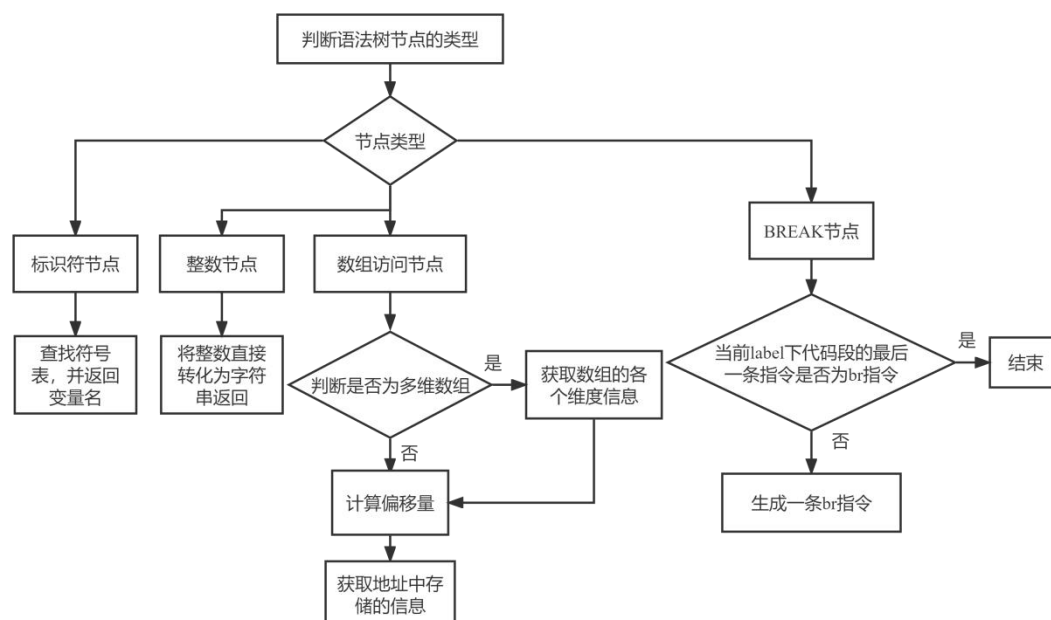 判断语法树节点的类型
节点类型
标识符节点
整数节点
数组访问节点
BREAK节点
查找符号
表，并返回
变量名
将整数直接
转化为字符
串返回
判断是否为多维数组
是
获取数组的各
个维度信息
当前label下代码段的最后
一条指令是否为br指令
是
结束
否
计算偏移量
否
生成一条br指令
获取地址中存
储的信息